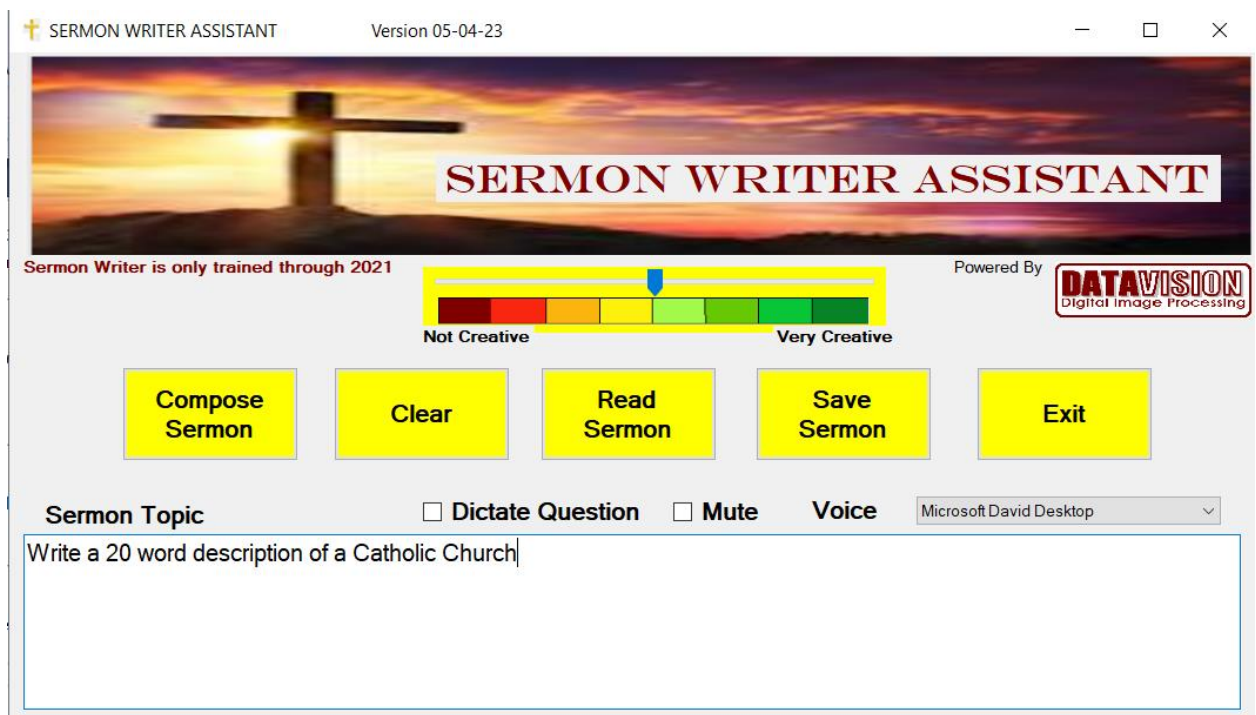 SERMON WRITER ASSISTANT Version 05-04-23
SERMON WRITER ASSISTANT
Sermon Writer is only trained through 2021
Powered By
DATAVISION
Digital Image Processing
Not Creative Very Creative
Compose Sermon
Clear
Read Sermon
Save Sermon
Exit
Sermon Topic
Dictate Question
Mute
Voice
Microsoft David Desktop
Write a 20 word description of a Catholic Church